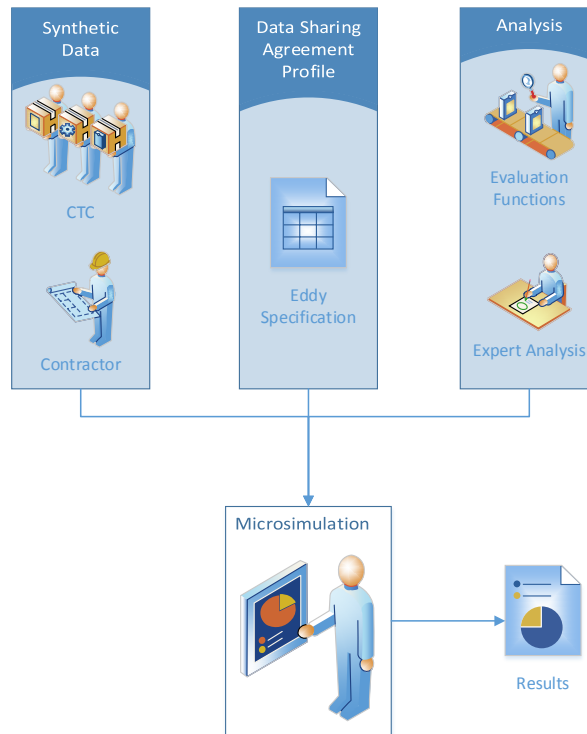 Synthetic
Data
CTC
Contractor
Data Sharing
Agreement
Profile
Eddy
Specification
Analysis
Evaluation
Functions
Expert Analysis
Microsimulation
Results